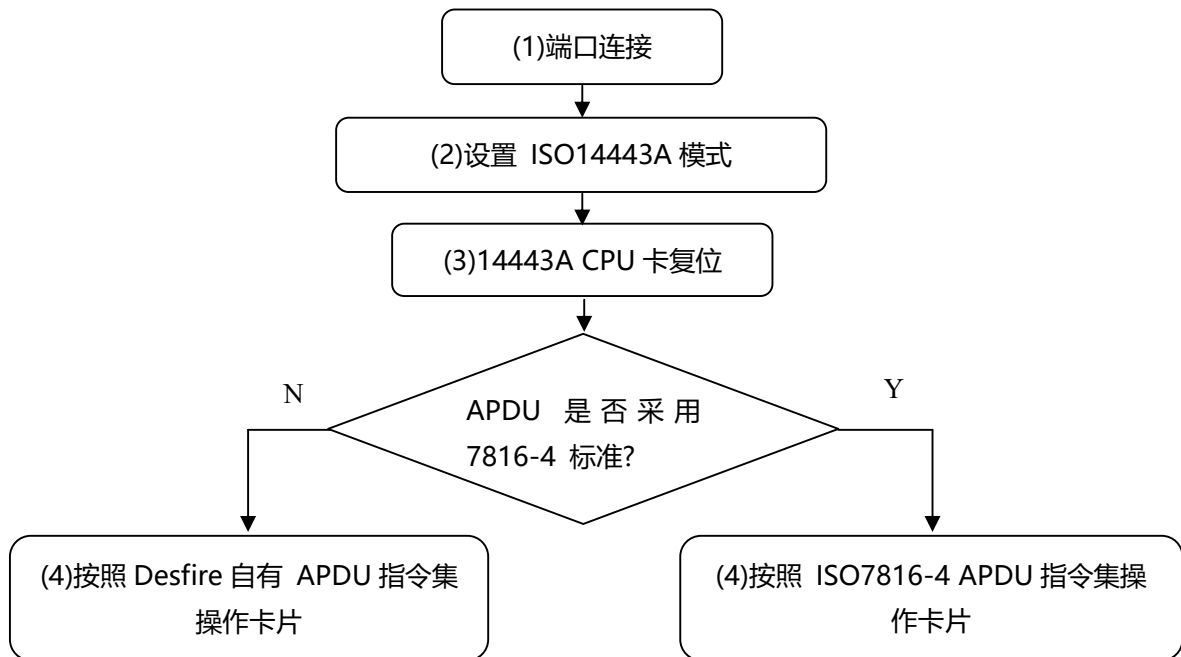 (1)端口连接
(2)设置 ISO14443A 模式
(3)14443A CPU 卡复位
N
Y
APDU 是否采用
7816-4 标准?
(4)按照 Desfire 自有 APDU 指令集
操作卡片
(4)按照 ISO7816-4 APDU 指令集操
作卡片